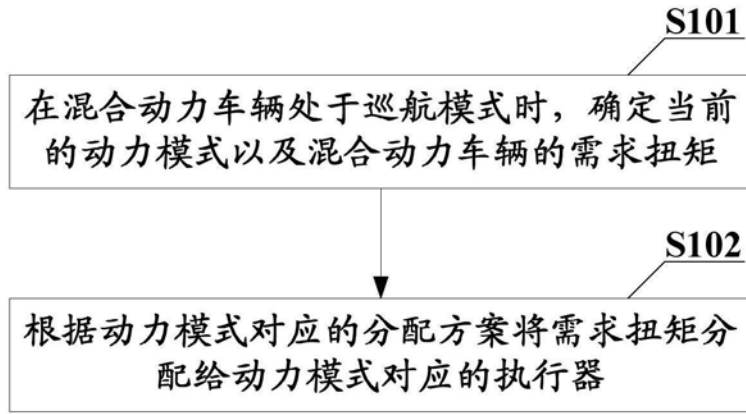 S101
在混合动力车辆处于巡航模式时，确定当前
的动力模式以及混合动力车辆的需求扭矩
S102
根据动力模式对应的分配方案将需求扭矩分
配给动力模式对应的执行器